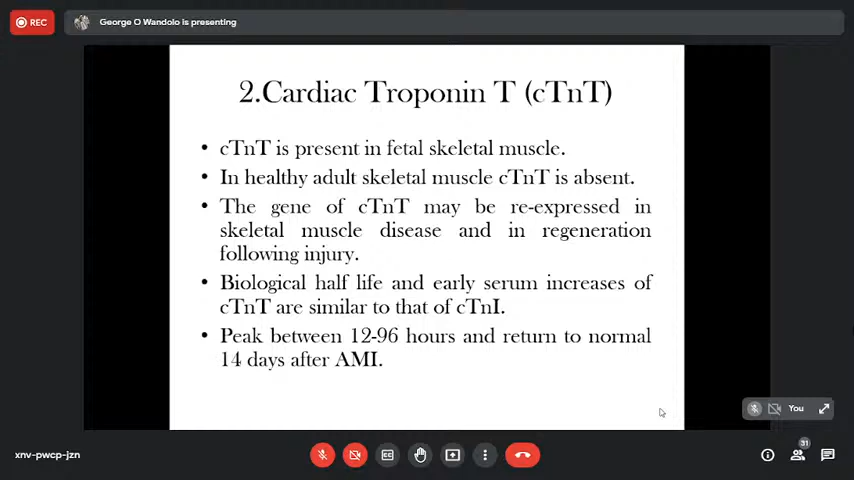 REC
George O Wandolo is presenting
2.Cardiac Troponin T (cTnT)
• cTnT is present in fetal skeletal muscle.
• In healthy adult skeletal muscle cTnT is absent.
• The gene of cTnT may be re-expressed in
skeletal muscle disease and in regeneration
following injury.
• Biological half life and early serum increases of
cTnT are similar to that of cTnI.
• Peak between 12-96 hours and return to normal
14 days after AMI.
You
31
xnv-pwcp-jzn